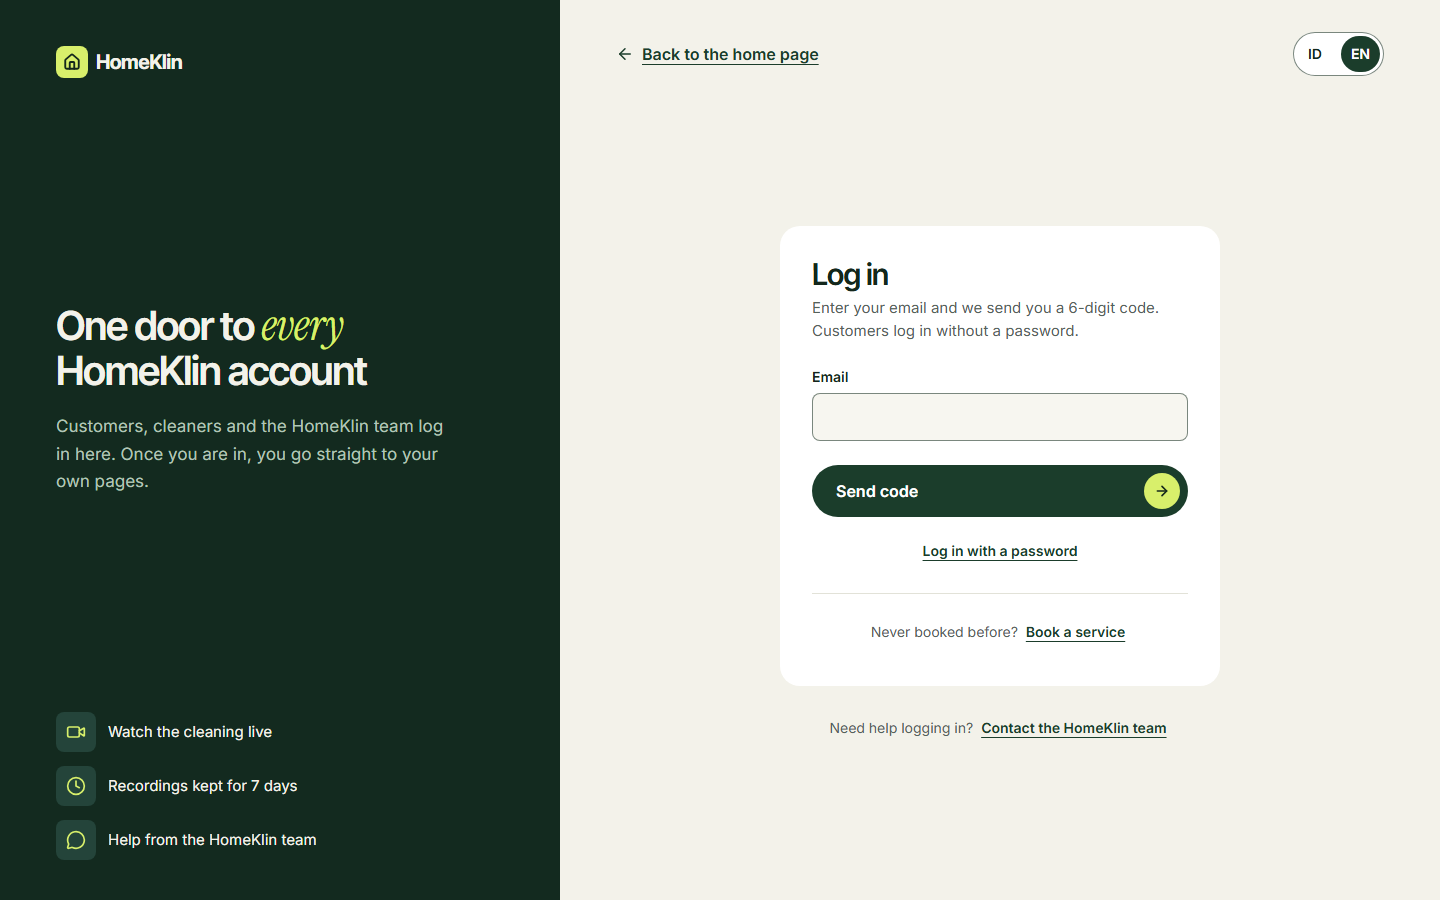 HomeKlin
One door to every
HomeKlin account
Customers, cleaners and the HomeKlin team log
in here. Once you are in, you go straight to your
own pages.
Watch the cleaning live
Recordings kept for 7 days
Help from the HomeKlin team
Back to the home page
ID EN
Log in
Enter your email and we send you a 6-digit code.
Customers log in without a password.
Email
Send code
Log in with a password
Never booked before? Book a service
Need help logging in? Contact the HomeKlin team